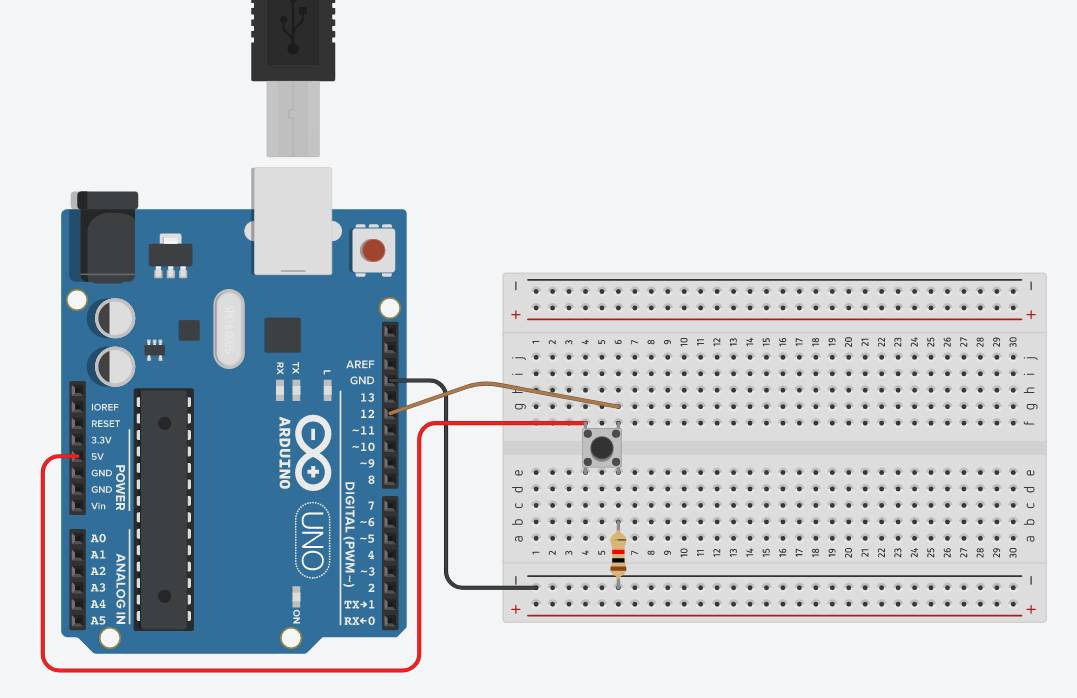 AREF
GND
13
12
~11
~10
~9
8
7
~6
~5
4
~3
2
TX→1
RX←0
DIGITAL (PWM~)
IOREF
RESET
3.3V
5V
GND
GND
Vin
POWER
A0
A1
A2
A3
A4
A5
ANALOG IN
RX
TX
L
ARDUINO
UNO
ON
− −
+ +
1 2 3 4 5 6 7 8 9 10 11 12 13 14 15 16 17 18 19 20 21 22 23 24 25 26 27 28 29 30
j j
i i
h h
g g
f f
e e
d d
c c
b b
a a
1 2 3 4 5 6 7 8 9 10 11 12 13 14 15 16 17 18 19 20 21 22 23 24 25 26 27 28 29 30
− −
+ +